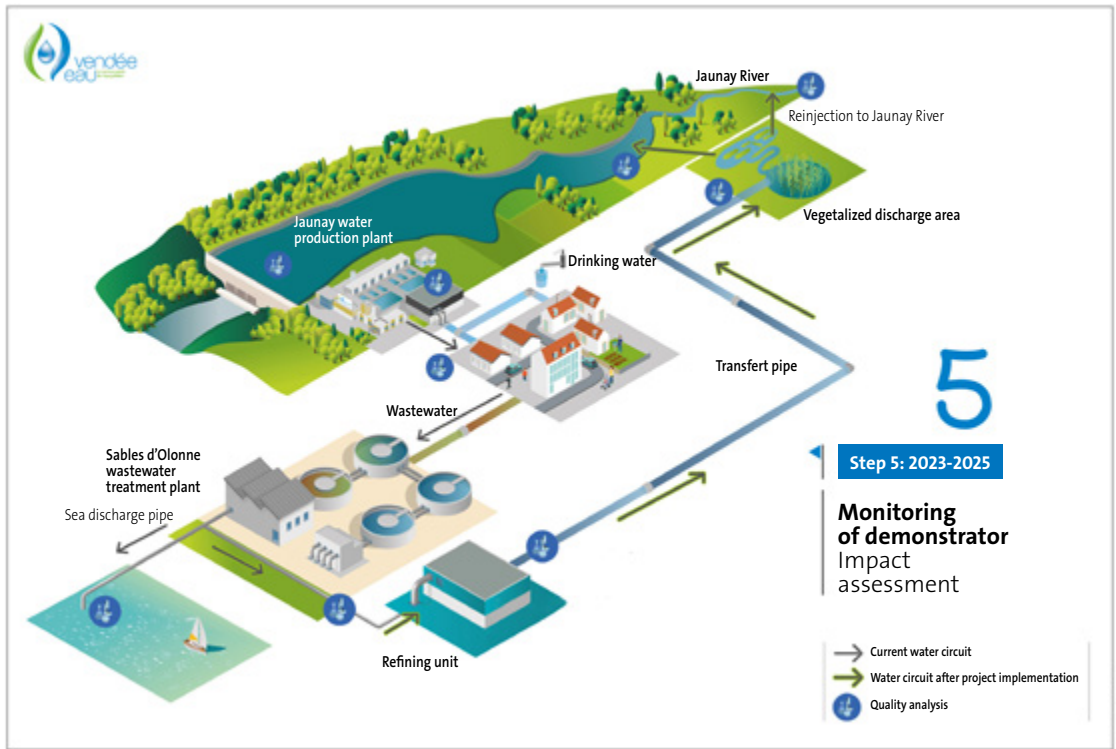 vendée
eau
Jaunay River
Reinjection to Jaunay River
Vegetalized discharge area
Jaunay water
production plant
Drinking water
Transfert pipe
Wastewater
Sables d'Olonne
wastewater
treatment plant
Sea discharge pipe
Refining unit
5
Step 5: 2023-2025
Monitoring
of demonstrator
Impact
assessment
Current water circuit
Water circuit after project implementation
Quality analysis